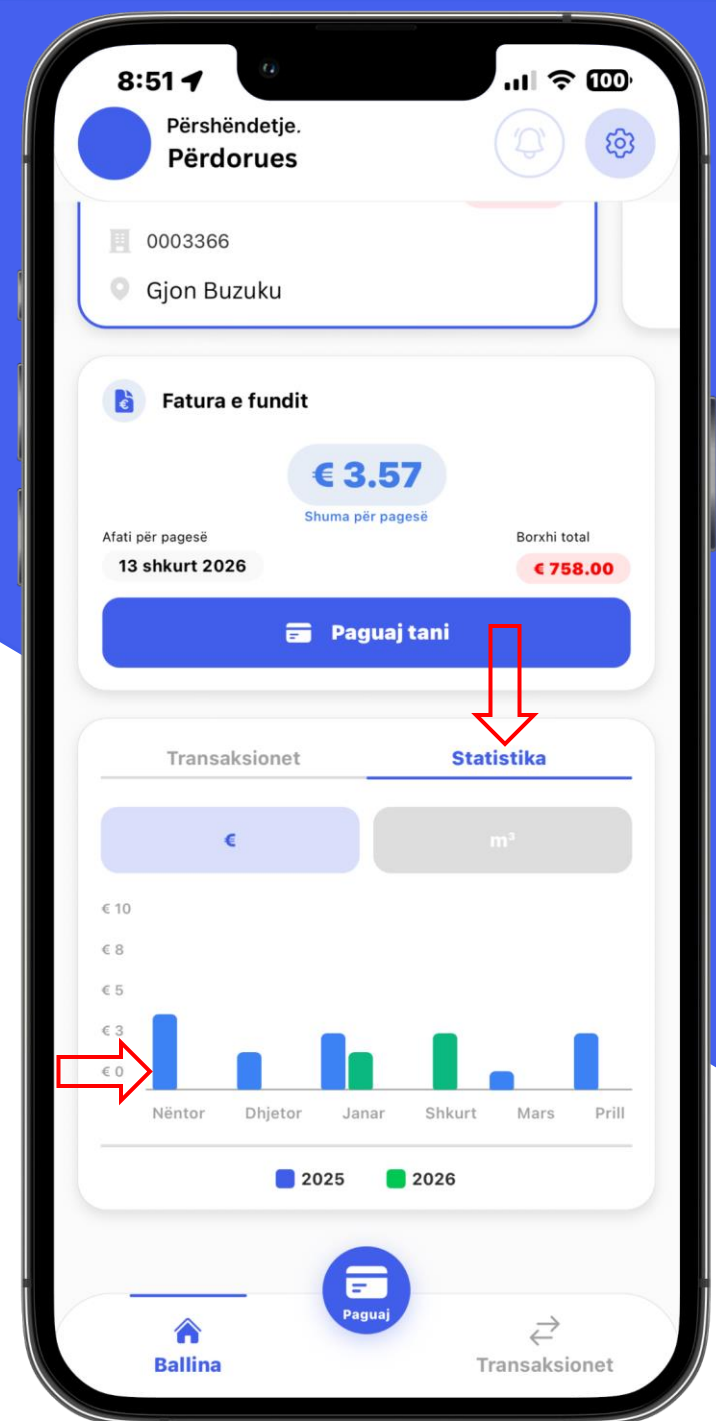 8:51
100
Përshëndetje.
Përdorues
0003366
Gjon Buzuku
Fatura e fundit
€ 3.57
Shuma për pagesë
Afati për pagesë
Borxhi total
13 shkurt 2026
€ 758.00
Paguaj tani
Transaksionet
Statistika
€
m³
€ 10
€ 8
€ 5
€ 3
€ 0
Nëntor
Dhjetor
Janar
Shkurt
Mars
Prill
2025
2026
Paguaj
Ballina
Transaksionet